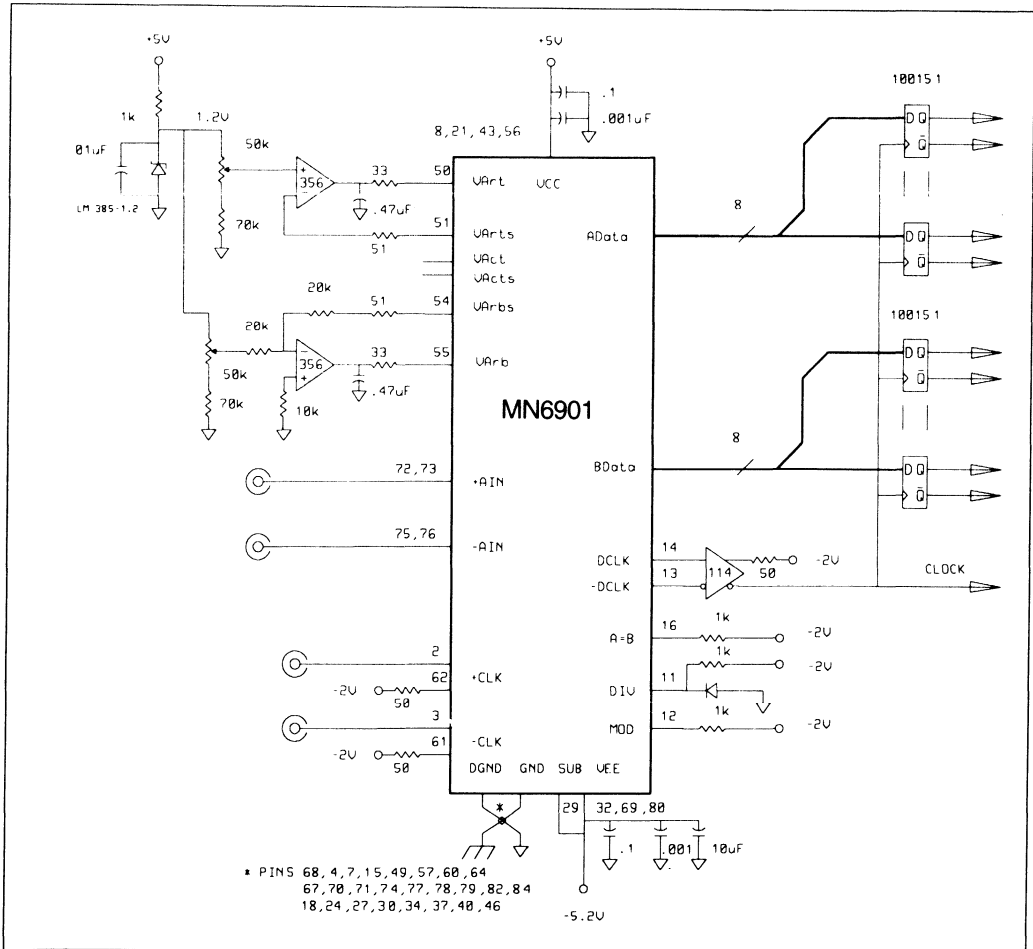 +5V
+5V
100151
1k
1.2V
.1
50k
8,21,43,56
.001uF
D Q
01uF
Q
33
50
356
VArt
VCC
LM 385-1.2
.47uF
8
70k
51
VArts
AData
D Q
51
VAct
Q
VActs
20k
51
54
VArbs
100151
20k
33
55
356
VArb
D Q
50k
.47uF
Q
70k
10k
MN6901
8
72,73
BData
D Q
+AIN
Q
75,76
-AIN
DCLK
14
-2V
114
50
CLOCK
-DCLK
13
1k
2
A=B
16
-2V
1k
62
+CLK
-2V
-2V
50
DIV
11
3
1k
61
-CLK
MOD
12
-2V
-2V
50
DGND GND SUB VEE
*
29
32,69,80
.1
.001
10uF
* PINS 68,4,7,15,49,57,60,64
67,70,71,74,77,78,79,82,84
18,24,27,30,34,37,40,46
-5.2V